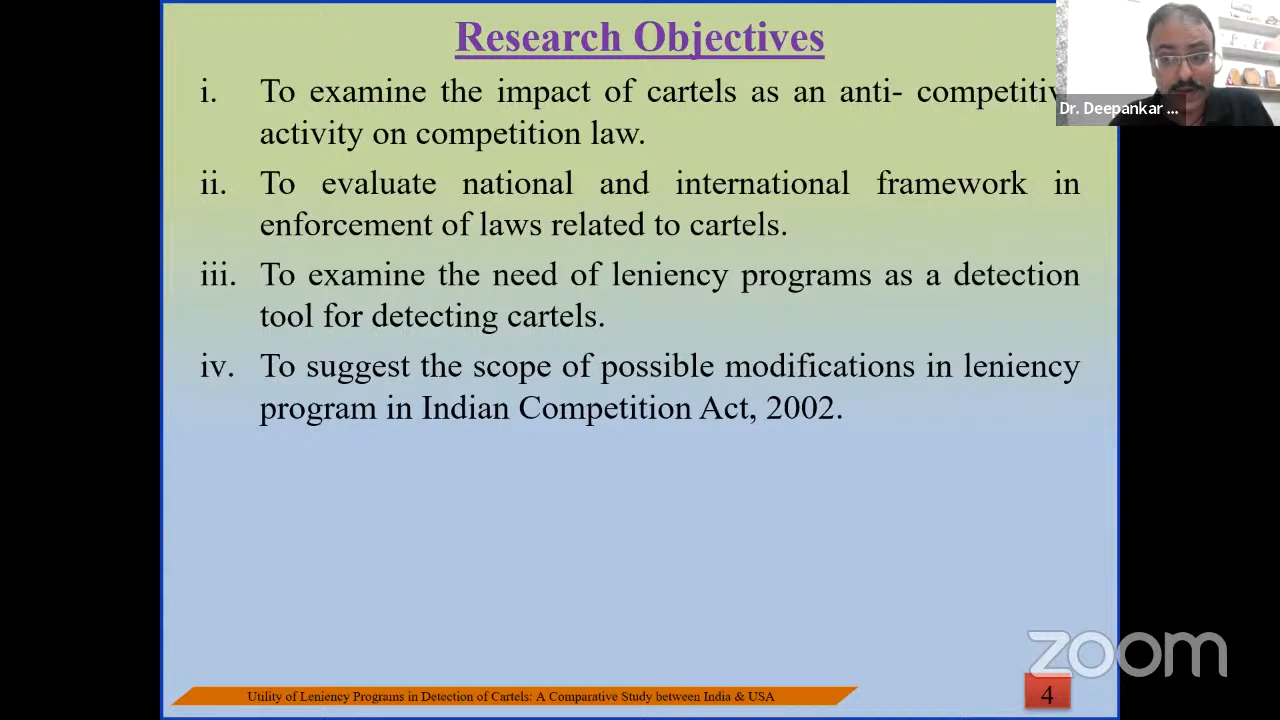 Research Objectives
i. To examine the impact of cartels as an anti- competitiv
activity on competition law.
ii. To evaluate national and international framework in
enforcement of laws related to cartels.
iii. To examine the need of leniency programs as a detection
tool for detecting cartels.
iv. To suggest the scope of possible modifications in leniency
program in Indian Competition Act, 2002.
Dr. Deepankar ...
zoom
Utility of Leniency Programs in Detection of Cartels: A Comparative Study between India & USA
4